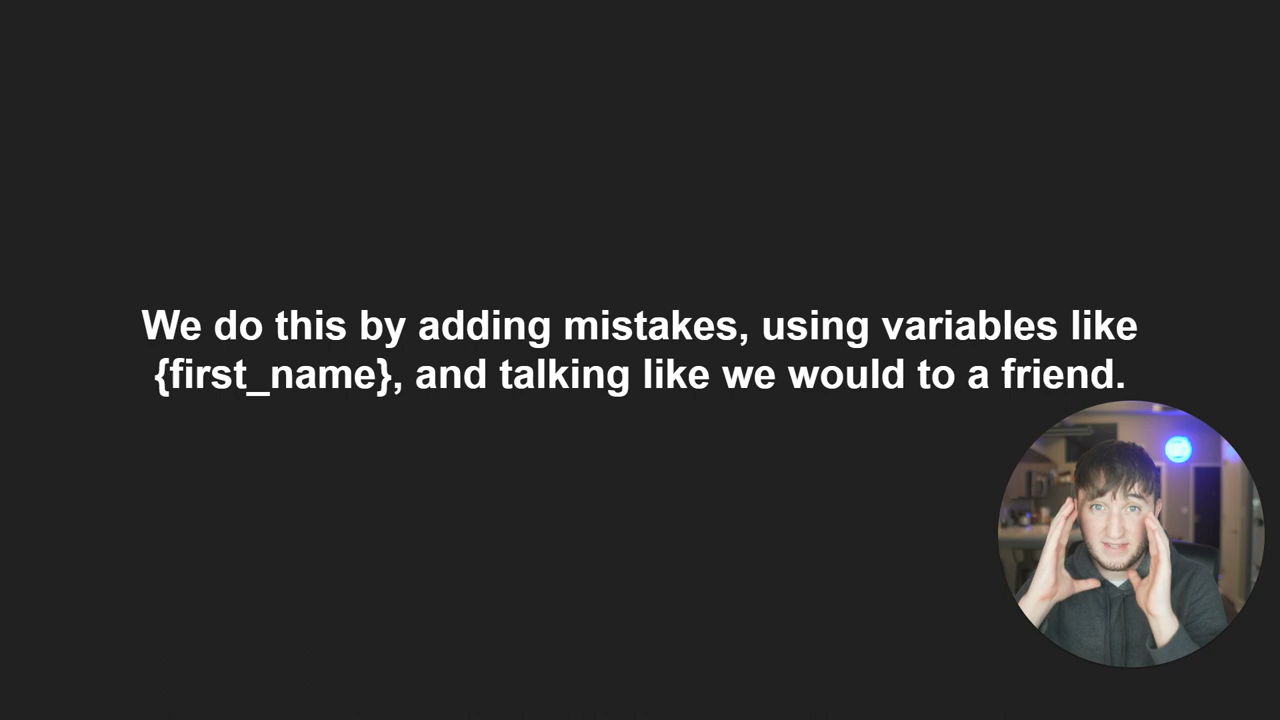 We do this by adding mistakes, using variables like
{first_name}, and talking like we would to a friend.